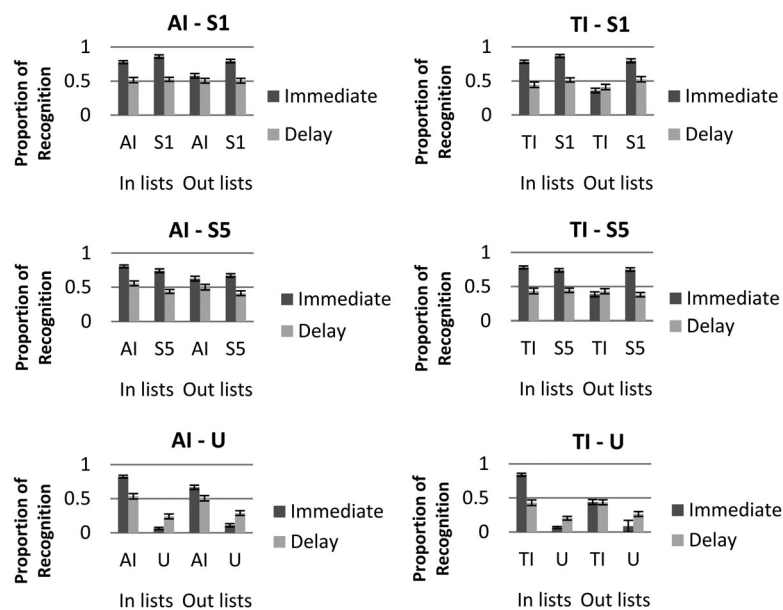 AI - S1
Proportion of
Recognition
1
0.5
0
AI S1 AI S1
In lists Out lists
Immediate
Delay
TI - S1
Proportion of
Recognition
1
0.5
0
TI S1 TI S1
In lists Out lists
Immediate
Delay
AI - S5
Proportion of
Recognition
1
0.5
0
AI S5 AI S5
In lists Out lists
Immediate
Delay
TI - S5
Proportion of
Recognition
1
0.5
0
TI S5 TI S5
In lists Out lists
Immediate
Delay
AI - U
Proportion of
Recognition
1
0.5
0
AI U AI U
In lists Out lists
Immediate
Delay
TI - U
Proportion of
Recognition
1
0.5
0
TI U TI U
In lists Out lists
Immediate
Delay